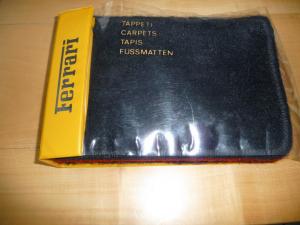 Ferrari
TAPPETI
CARPETS
TAPIS
FUSSMATTEN